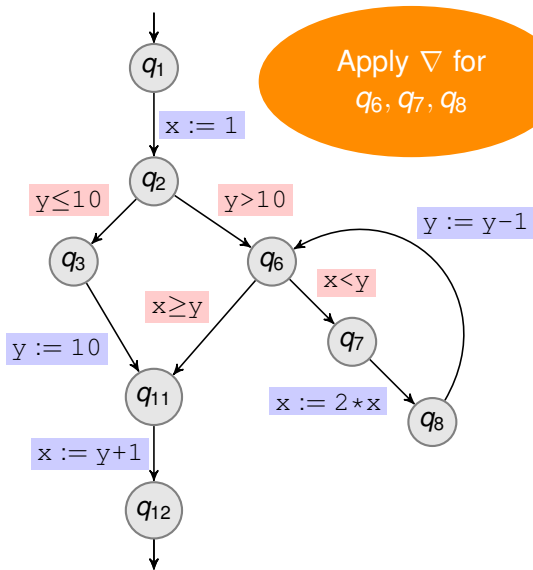 q1
Apply ∇ for
q6, q7, q8
x := 1
q2
y≤10
y>10
y := y-1
q3
q6
x<y
x≥y
q7
y := 10
q11
x := 2*x
q8
x := y+1
q12